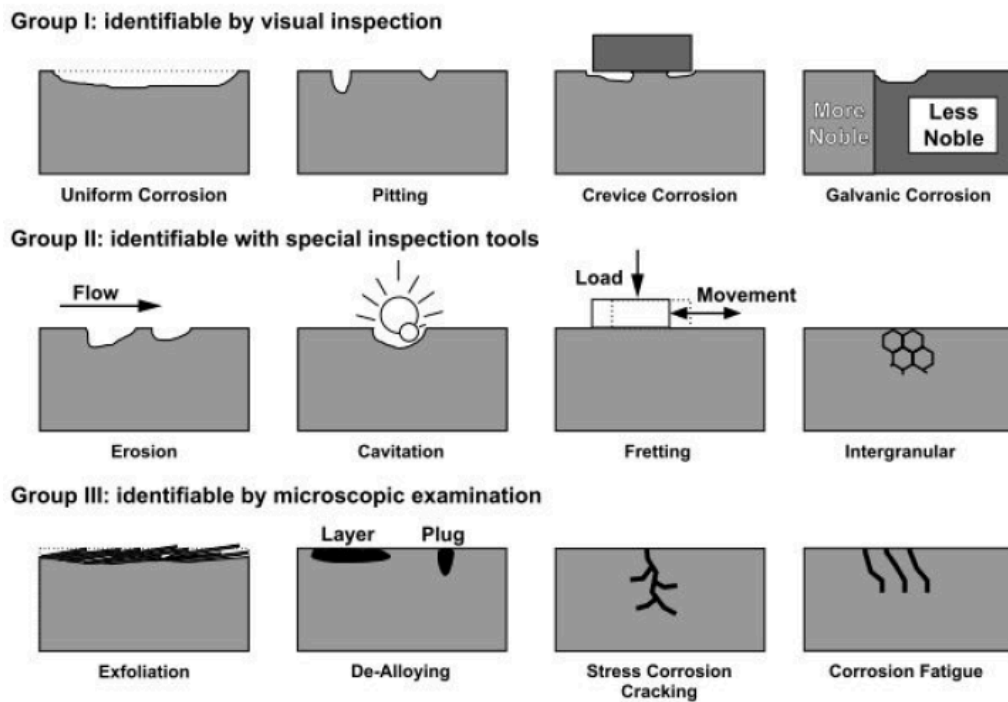 Group I: identifiable by visual inspection
More
Noble
Less
Noble
Uniform Corrosion
Pitting
Crevice Corrosion
Galvanic Corrosion
Group II: identifiable with special inspection tools
Flow
Load
Movement
Erosion
Cavitation
Fretting
Intergranular
Group III: identifiable by microscopic examination
Layer
Plug
Exfoliation
De-Alloying
Stress Corrosion
Cracking
Corrosion Fatigue